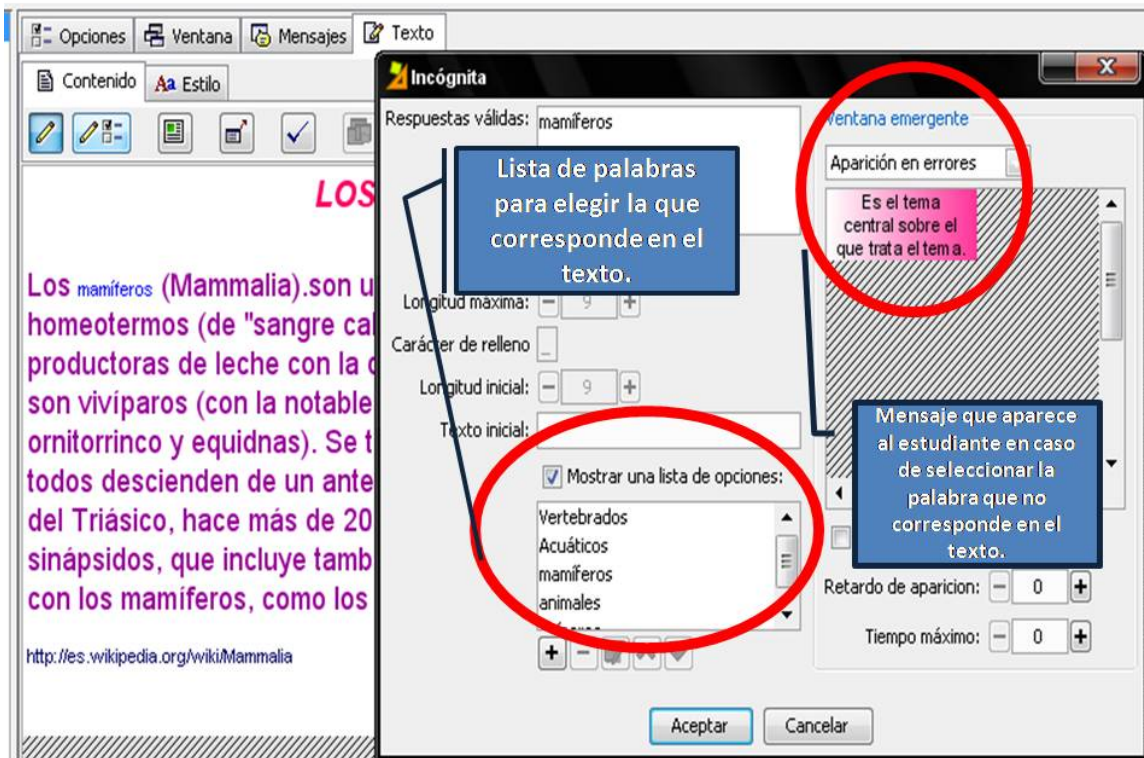 Opciones Ventana Mensajes Texto
Contenido Estilo
LOS
Los mamíferos (Mammalia).son u
homeotermos (de "sangre cal
productoras de leche con la
son vivíparos (con la notable
ornitorrinco y equidnas). Se t
todos descienden de un ante
del Triásico, hace más de 20
sinápsidos, que incluye tamb
con los mamíferos, como los
http://es.wikipedia.org/wiki/Mammalia
Incógnita
Respuestas válidas: mamíferos
Lista de palabras
para elegir la que
corresponde en el
texto.
Longitud máxima: 9
Carácter de relleno _
Longitud inicial: 9
Texto inicial:
Mostrar una lista de opciones:
Vertebrados
Acuáticos
mamíferos
animales
Ventana emergente
Aparición en errores
Es el tema
central sobre el
que trata el tema.
Mensaje que aparece
al estudiante en caso
de seleccionar la
palabra que no
corresponde en el
texto.
Retardo de aparicion: 0
Tiempo máximo: 0
Aceptar Cancelar